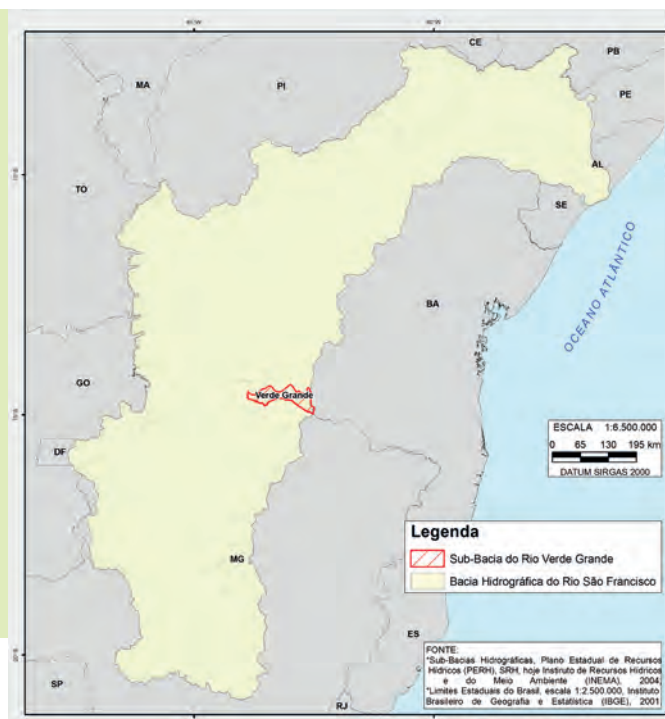 CE
PB
MA
PI
PE
AL
TO
SE
BA
OCEANO ATLÂNTICO
GO
Verde Grande
DF
ESCALA 1:6.500.000
0 65 130 195 km
DATUM SIRGAS 2000
Legenda
Sub-Bacia do Rio Verde Grande
Bacia Hidrográfica do Rio São Francisco
MG
ES
SP
RJ
FONTE:
*Sub-Bacias Hidrográficas, Plano Estadual de Recursos
Hídricos (PERH), SRH, hoje Instruto de Recursos Hídricos
e do Meio Ambiente (INEMA), 2004;
*Limites Estaduais do Brasil, escala 1:2.500.000, Instituto
Brasileiro de Geografia e Estatística (IBGE), 2001